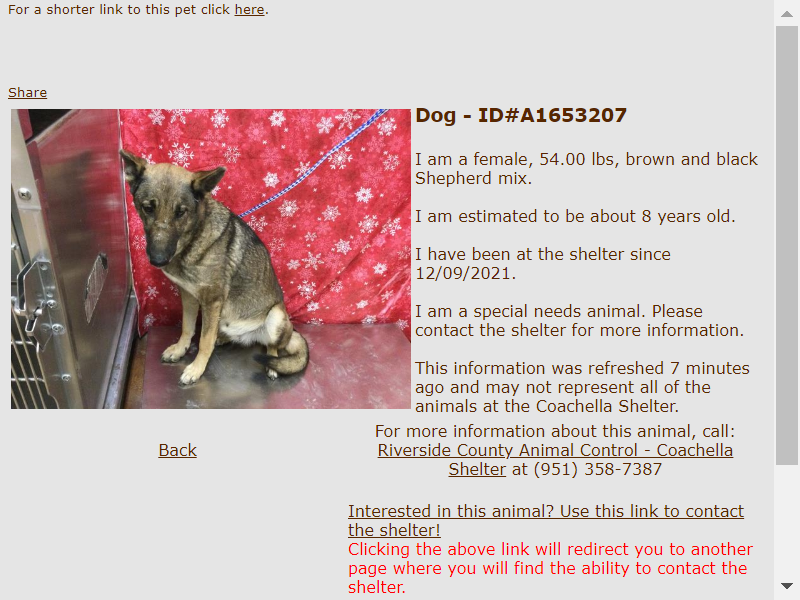 For a shorter link to this pet click here.
Share
Dog - ID#A1653207
I am a female, 54.00 lbs, brown and black
Shepherd mix.
I am estimated to be about 8 years old.
I have been at the shelter since
12/09/2021.
I am a special needs animal. Please
contact the shelter for more information.
This information was refreshed 7 minutes
ago and may not represent all of the
animals at the Coachella Shelter.
Back
For more information about this animal, call:
Riverside County Animal Control - Coachella
Shelter at (951) 358-7387
Interested in this animal? Use this link to contact
the shelter!
Clicking the above link will redirect you to another
page where you will find the ability to contact the
shelter.